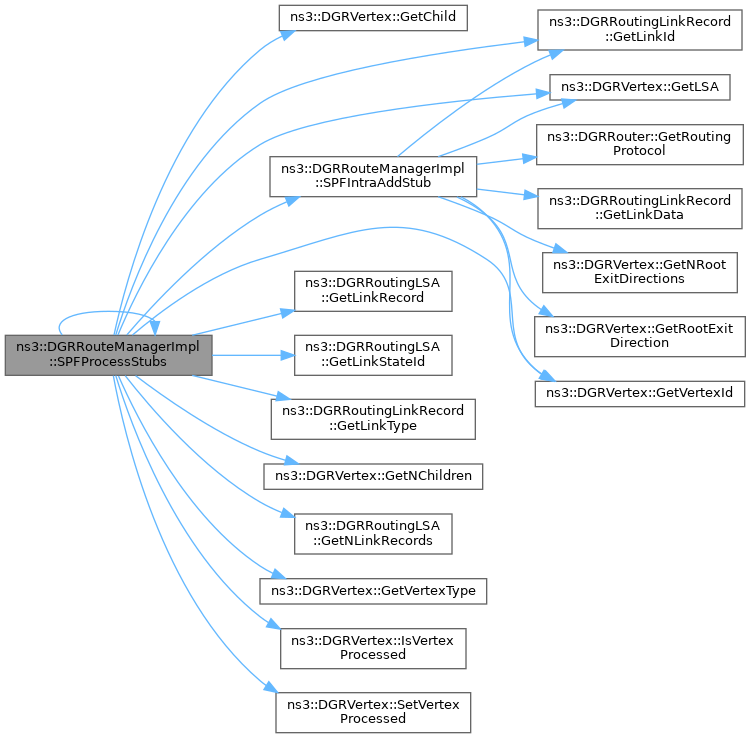 ns3::DGRRouteManagerImpl
::SPFProcessStubs
ns3::DGRVertex::GetChild
ns3::DGRRouteManagerImpl
::SPFIntraAddStub
ns3::DGRRoutingLSA
::GetLinkRecord
ns3::DGRRoutingLSA
::GetLinkStateId
ns3::DGRRoutingLinkRecord
::GetLinkType
ns3::DGRVertex::GetNChildren
ns3::DGRRoutingLSA
::GetNLinkRecords
ns3::DGRVertex::GetVertexType
ns3::DGRVertex::IsVertex
Processed
ns3::DGRVertex::SetVertex
Processed
ns3::DGRRoutingLinkRecord
::GetLinkId
ns3::DGRVertex::GetLSA
ns3::DGRRouter::GetRouting
Protocol
ns3::DGRRoutingLinkRecord
::GetLinkData
ns3::DGRVertex::GetNRoot
ExitDirections
ns3::DGRVertex::GetRootExit
Direction
ns3::DGRVertex::GetVertexId